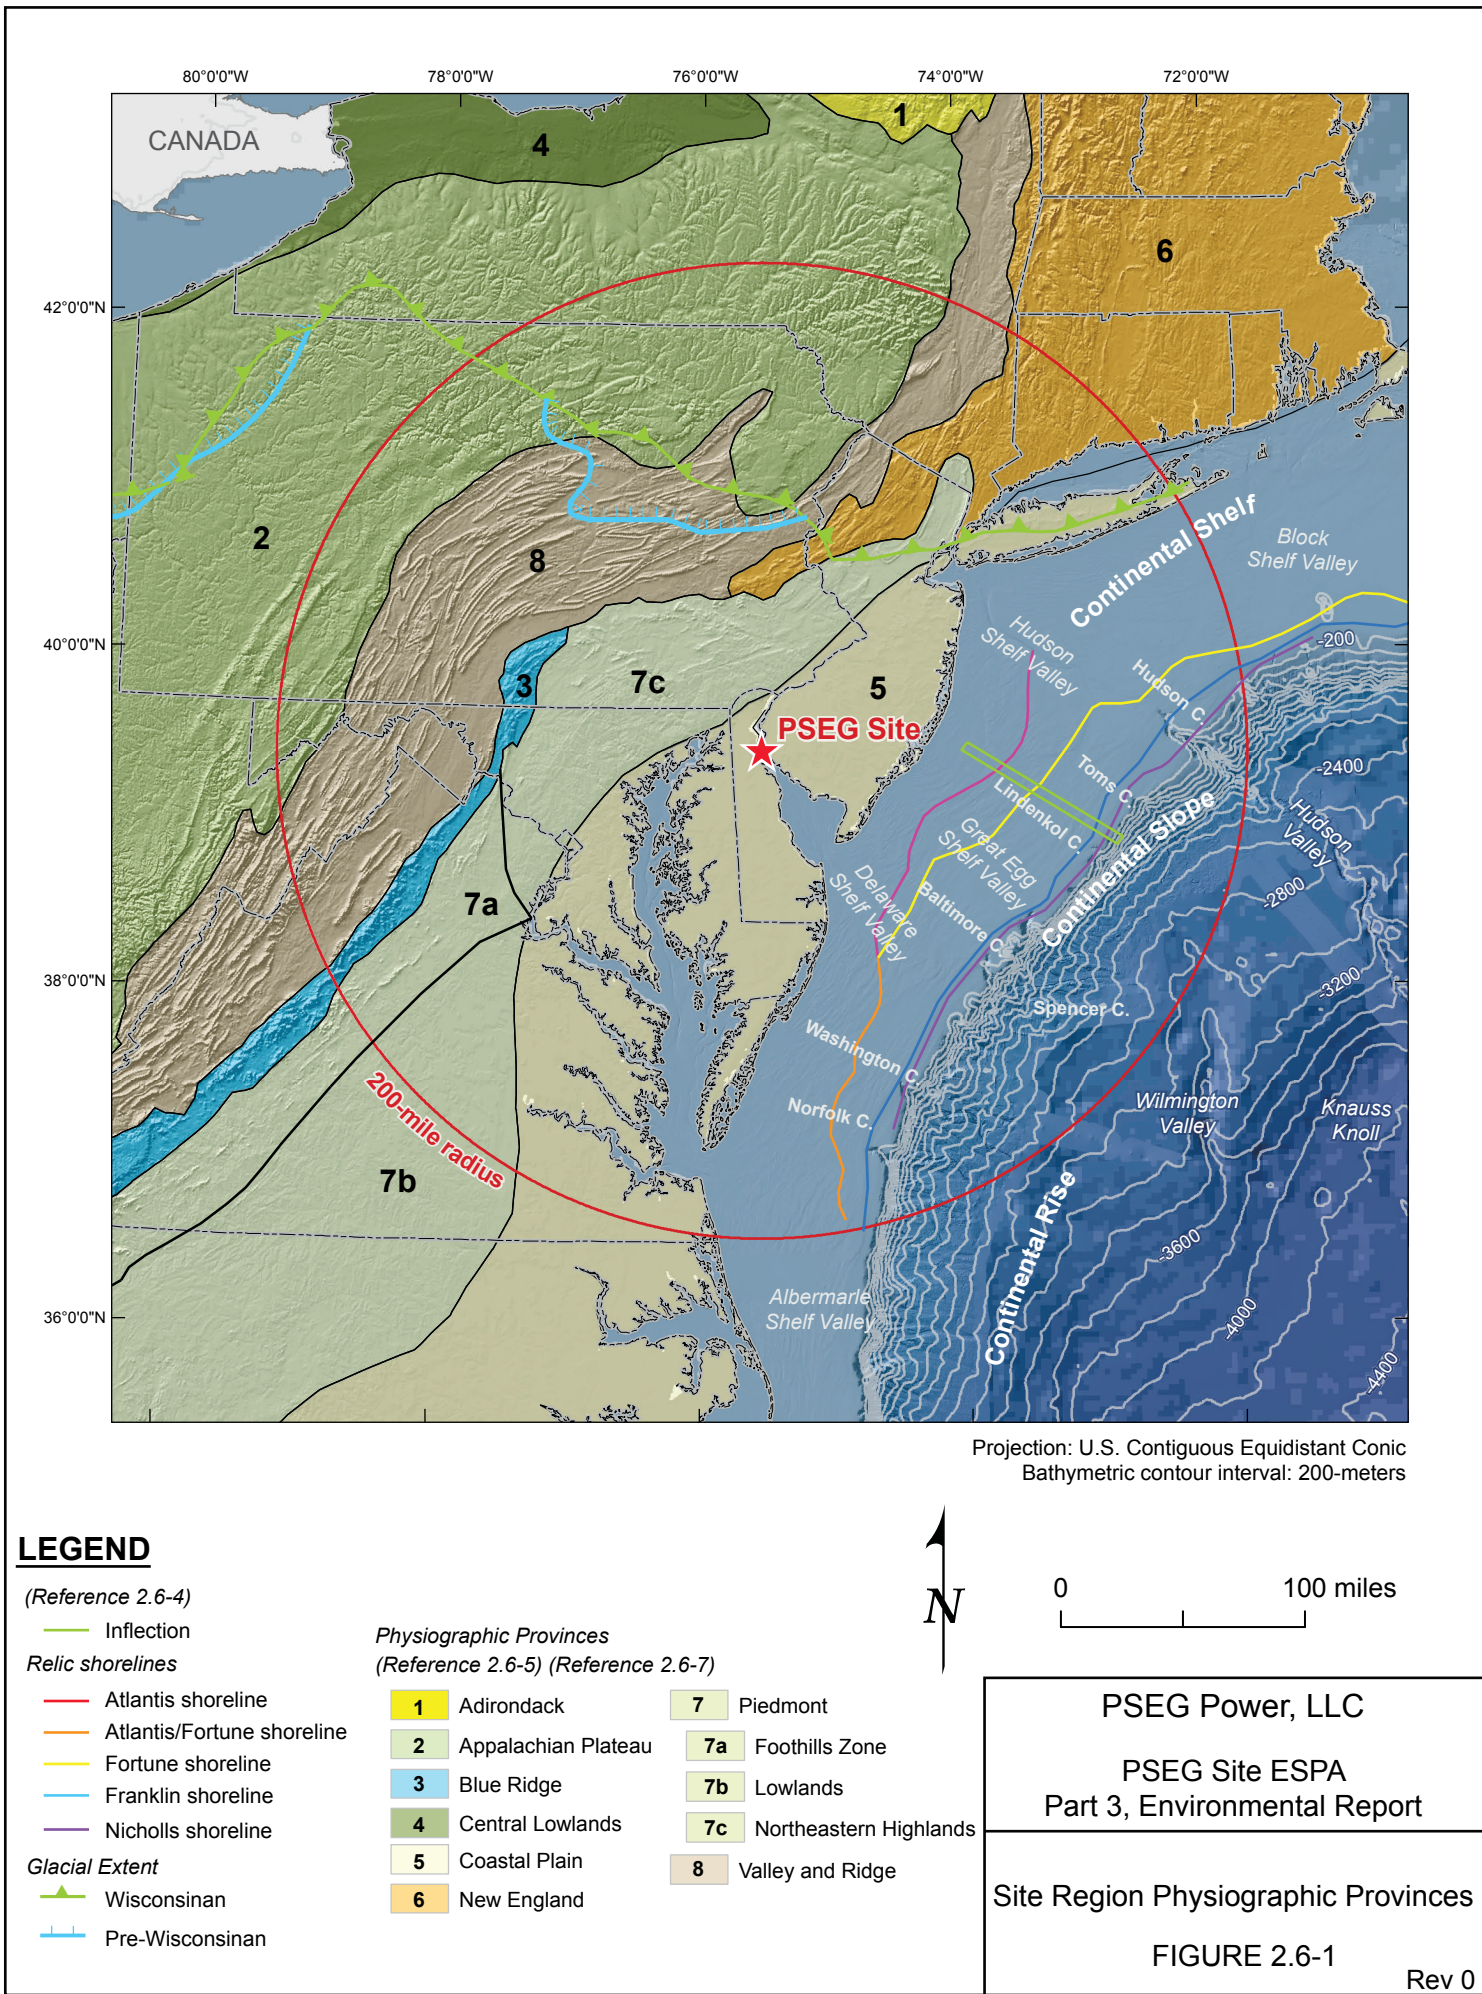 80°0'0"W
78°0'0"W
76°0'0"W
74°0'0"W
72°0'0"W
CANADA
4
1
6
42°0'0"N
2
8
Continental Shelf
Block
Shelf Valley
Hudson
Shelf Valley
40°0'0"N
-200
3
7c
5
Hudson C.
PSEG Site
Toms C.
-2400
Lindenkol C.
Continental Slope
Hudson
Valley
Great Egg
Shelf Valley
Delaware
Shelf Valley
Baltimore C.
-2800
7a
38°0'0"N
-3200
Spencer C.
Washington C.
200-mile radius
Norfolk C.
Wilmington
Valley
Knauss
Knoll
7b
Continental Rise
-3600
36°0'0"N
Albermarle
Shelf Valley
-4000
-4400
Projection: U.S. Contiguous Equidistant Conic
Bathymetric contour interval: 200-meters
N
0 100 miles
LEGEND
(Reference 2.6-4)
Inflection
Relic shorelines
Atlantis shoreline
Atlantis/Fortune shoreline
Fortune shoreline
Franklin shoreline
Nicholls shoreline
Glacial Extent
Wisconsinan
Pre-Wisconsinan
Physiographic Provinces
(Reference 2.6-5) (Reference 2.6-7)
1 Adirondack
2 Appalachian Plateau
3 Blue Ridge
4 Central Lowlands
5 Coastal Plain
6 New England
7 Piedmont
7a Foothills Zone
7b Lowlands
7c Northeastern Highlands
8 Valley and Ridge
PSEG Power, LLC
PSEG Site ESPA
Part 3, Environmental Report
Site Region Physiographic Provinces
FIGURE 2.6-1
Rev 0